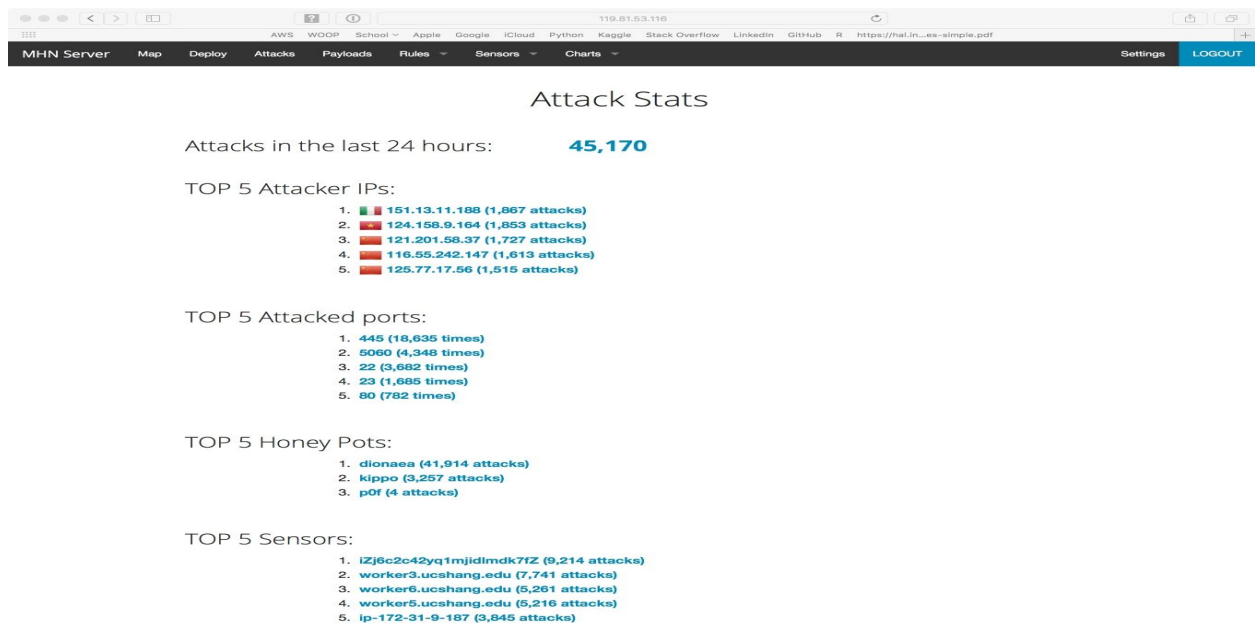 119.81.53.116
AWS WOOP School Apple Google iCloud Python Kaggle Stack Overflow LinkedIn GitHub R https://hal.in...es-simple.pdf
MHN Server Map Deploy Attacks Payloads Rules Sensors Charts Settings LOGOUT
Attack Stats
Attacks in the last 24 hours: 45,170
TOP 5 Attacker IPs:
1. 151.13.11.188 (1,867 attacks)
2. 124.158.9.164 (1,853 attacks)
3. 121.201.58.37 (1,727 attacks)
4. 116.55.242.147 (1,613 attacks)
5. 125.77.17.56 (1,515 attacks)
TOP 5 Attacked ports:
1. 445 (18,635 times)
2. 5060 (4,348 times)
3. 22 (3,682 times)
4. 23 (1,685 times)
5. 80 (782 times)
TOP 5 Honey Pots:
1. dionaea (41,914 attacks)
2. kippo (3,257 attacks)
3. p0f (4 attacks)
TOP 5 Sensors:
1. iZj6c2c42yq1mjidlmdk7fZ (9,214 attacks)
2. worker3.ucshang.edu (7,741 attacks)
3. worker6.ucshang.edu (5,261 attacks)
4. worker5.ucshang.edu (5,216 attacks)
5. ip-172-31-9-187 (3,845 attacks)